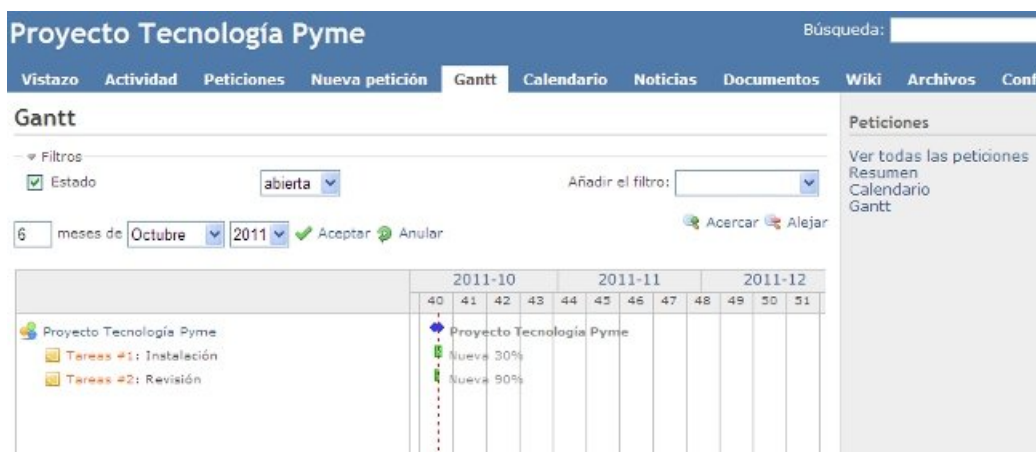 Proyecto Tecnología Pyme
Búsqueda:
Vistazo Actividad Peticiones Nueva petición Gantt Calendario Noticias Documentos Wiki Archivos Conf
Gantt
Peticiones
Filtros
Ver todas las peticiones
Resumen
Calendario
Gantt
Estado abierta Añadir el filtro:
Acercar Alejar
6 meses de Octubre 2011 Aceptar Anular
2011-10 2011-11 2011-12
40 41 42 43 44 45 46 47 48 49 50 51
Proyecto Tecnología Pyme Proyecto Tecnología Pyme
Tareas #1: Instalación Nueva 30%
Tareas #2: Revisión Nueva 90%